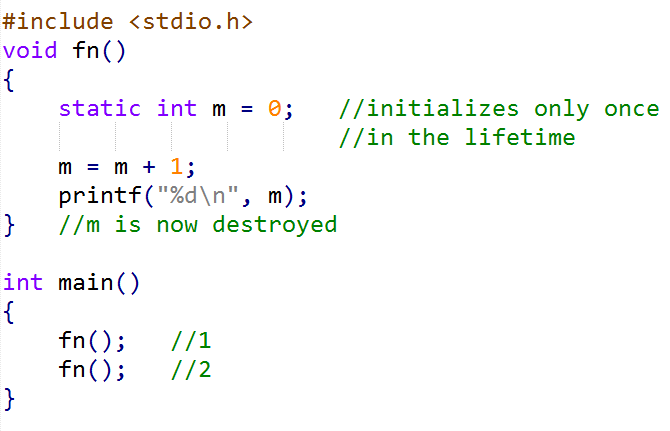 #include <stdio.h>
void fn()
{
    static int m = 0;   //initializes only once
                        //in the lifetime
    m = m + 1;
    printf("%d\n", m);
}   //m is now destroyed

int main()
{
    fn();   //1
    fn();   //2
}